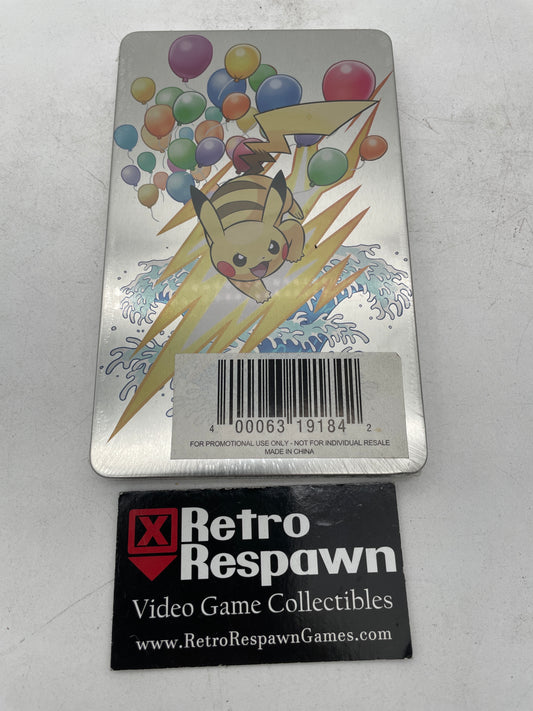 4 00063 19184 2
FOR PROMOTIONAL USE ONLY - NOT FOR INDIVIDUAL RESALE
MADE IN CHINA
X Retro
Respawn
Video Game Collectibles
www.RetroRespawnGames.com